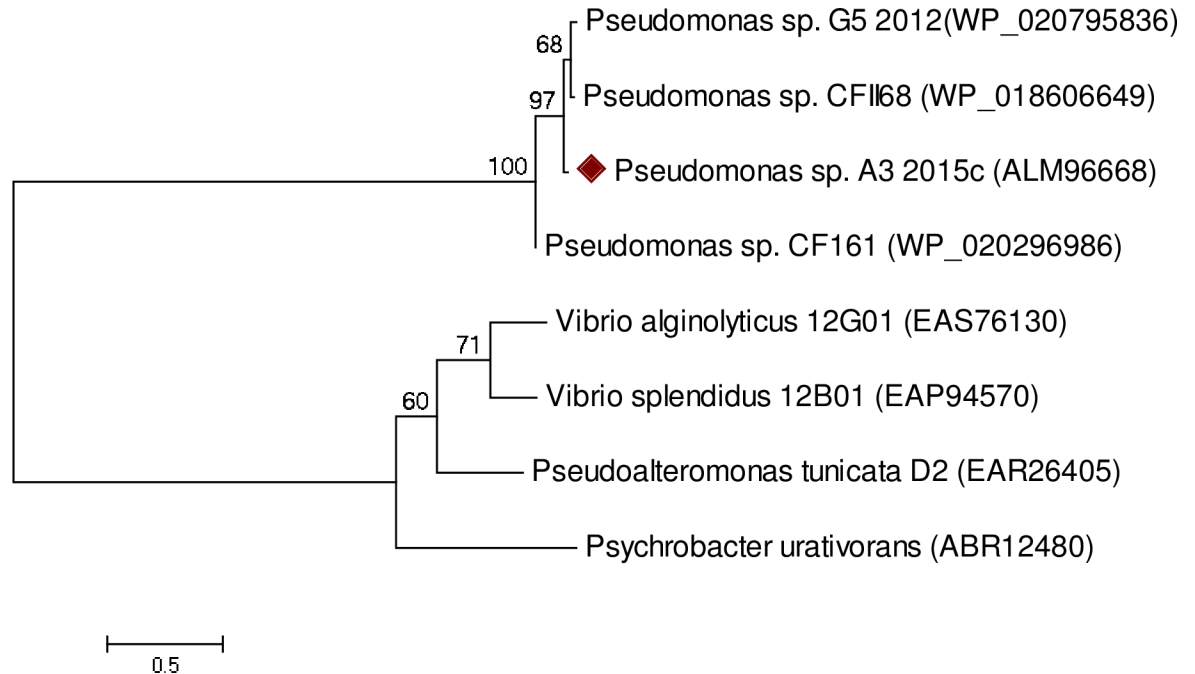 Pseudomonas sp. G5 2012(WP_020795836)
68
Pseudomonas sp. CFII68 (WP_018606649)
97
100
Pseudomonas sp. A3 2015c (ALM96668)
Pseudomonas sp. CF161 (WP_020296986)
Vibrio alginolyticus 12G01 (EAS76130)
71
Vibrio splendidus 12B01 (EAP94570)
60
Pseudoalteromonas tunicata D2 (EAR26405)
Psychrobacter urativorans (ABR12480)
0.5